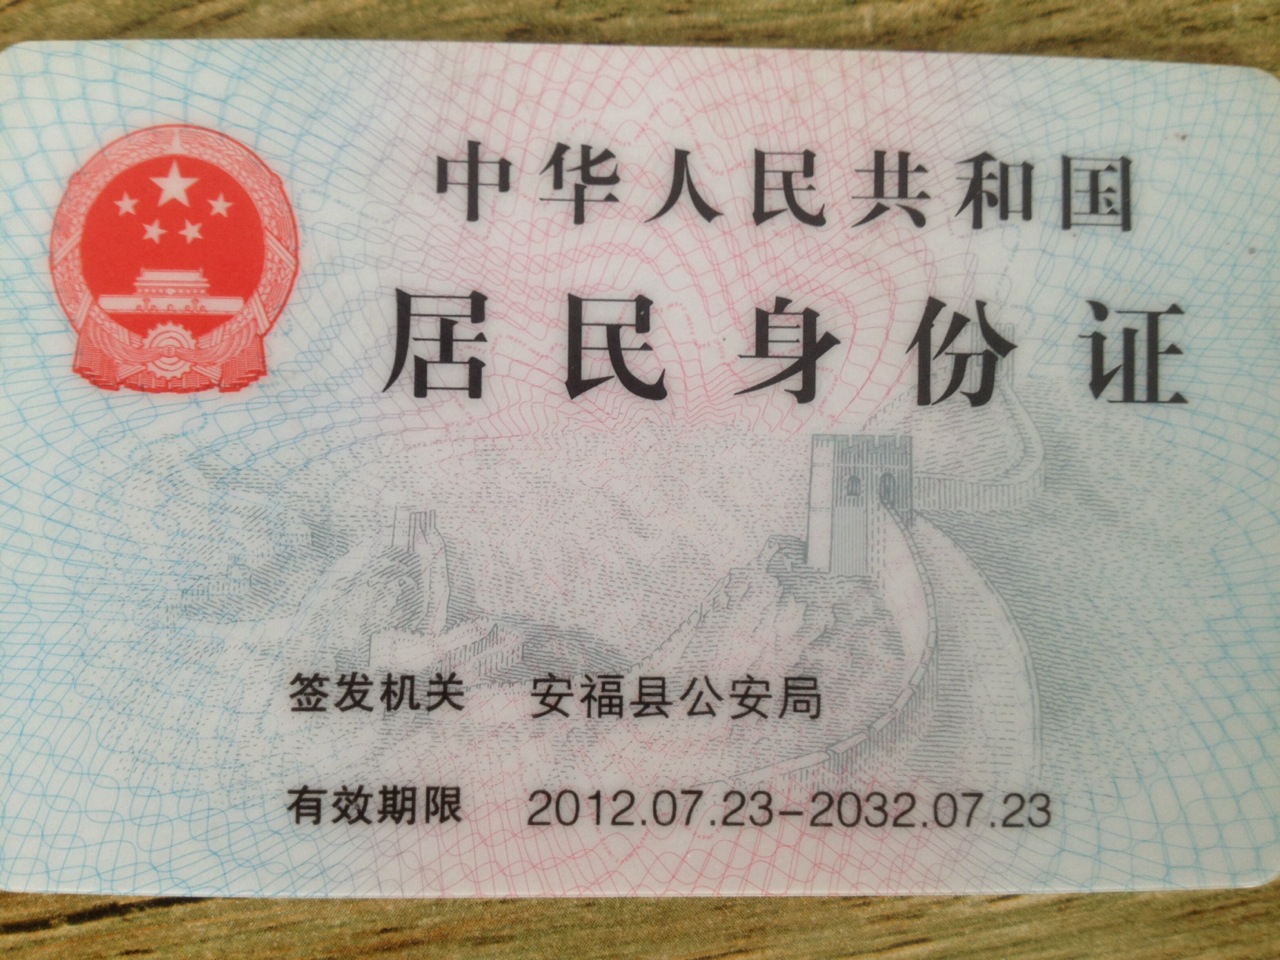 中华人民共和国
居民身份证
签发机关 安福县公安局
有效期限 2012.07.23-2032.07.23